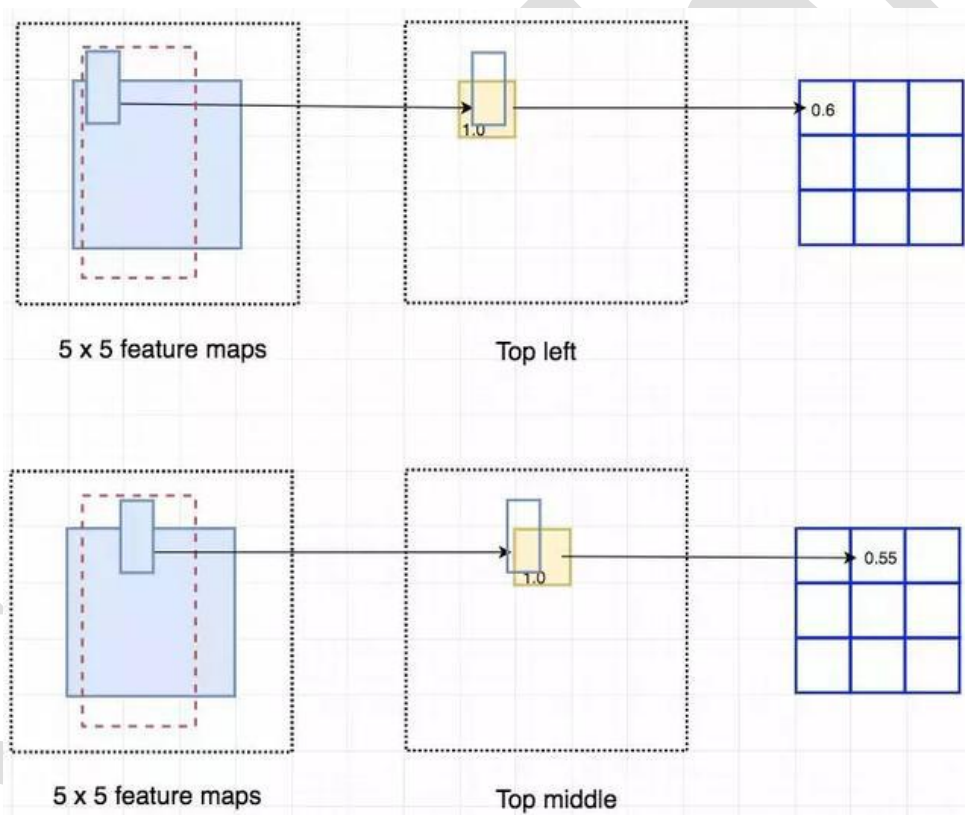 1.0
0.6
5 x 5 feature maps
Top left
1.0
0.55
5 x 5 feature maps
Top middle